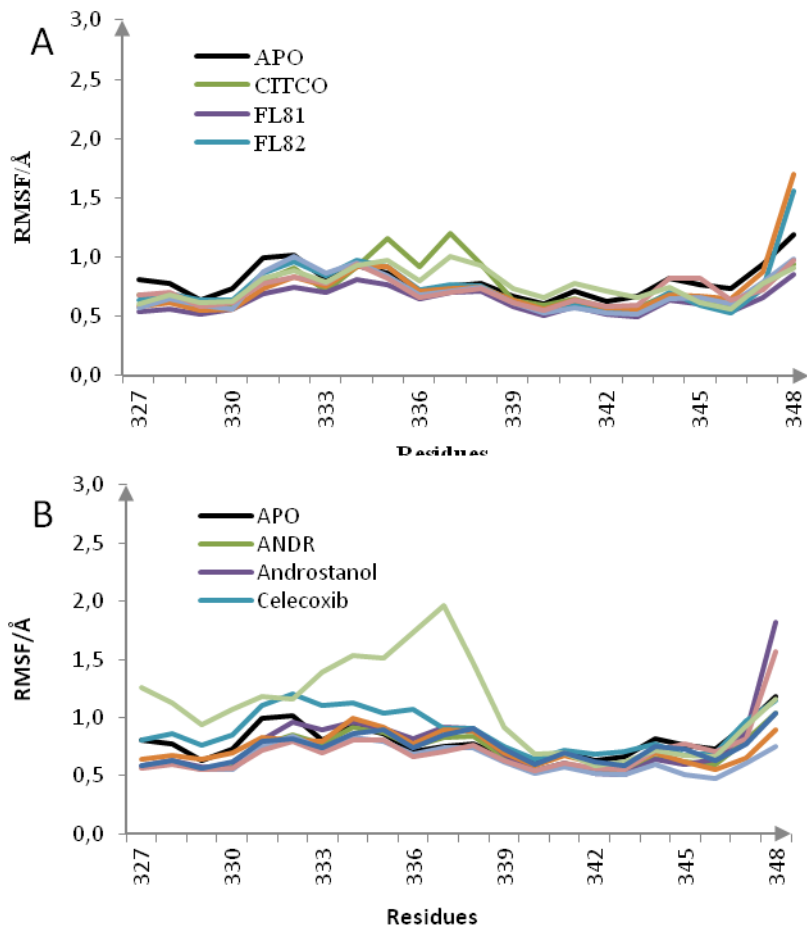 A
3,0
2,5
2,0
1,5
1,0
0,5
0,0
RMSF/Å
APO
CITCO
FL81
FL82
327
330
333
336
339
342
345
348
Residues
B
3,0
2,5
2,0
1,5
1,0
0,5
0,0
RMSF/Å
APO
ANDR
Androstanol
Celecoxib
327
330
333
336
339
342
345
348
Residues